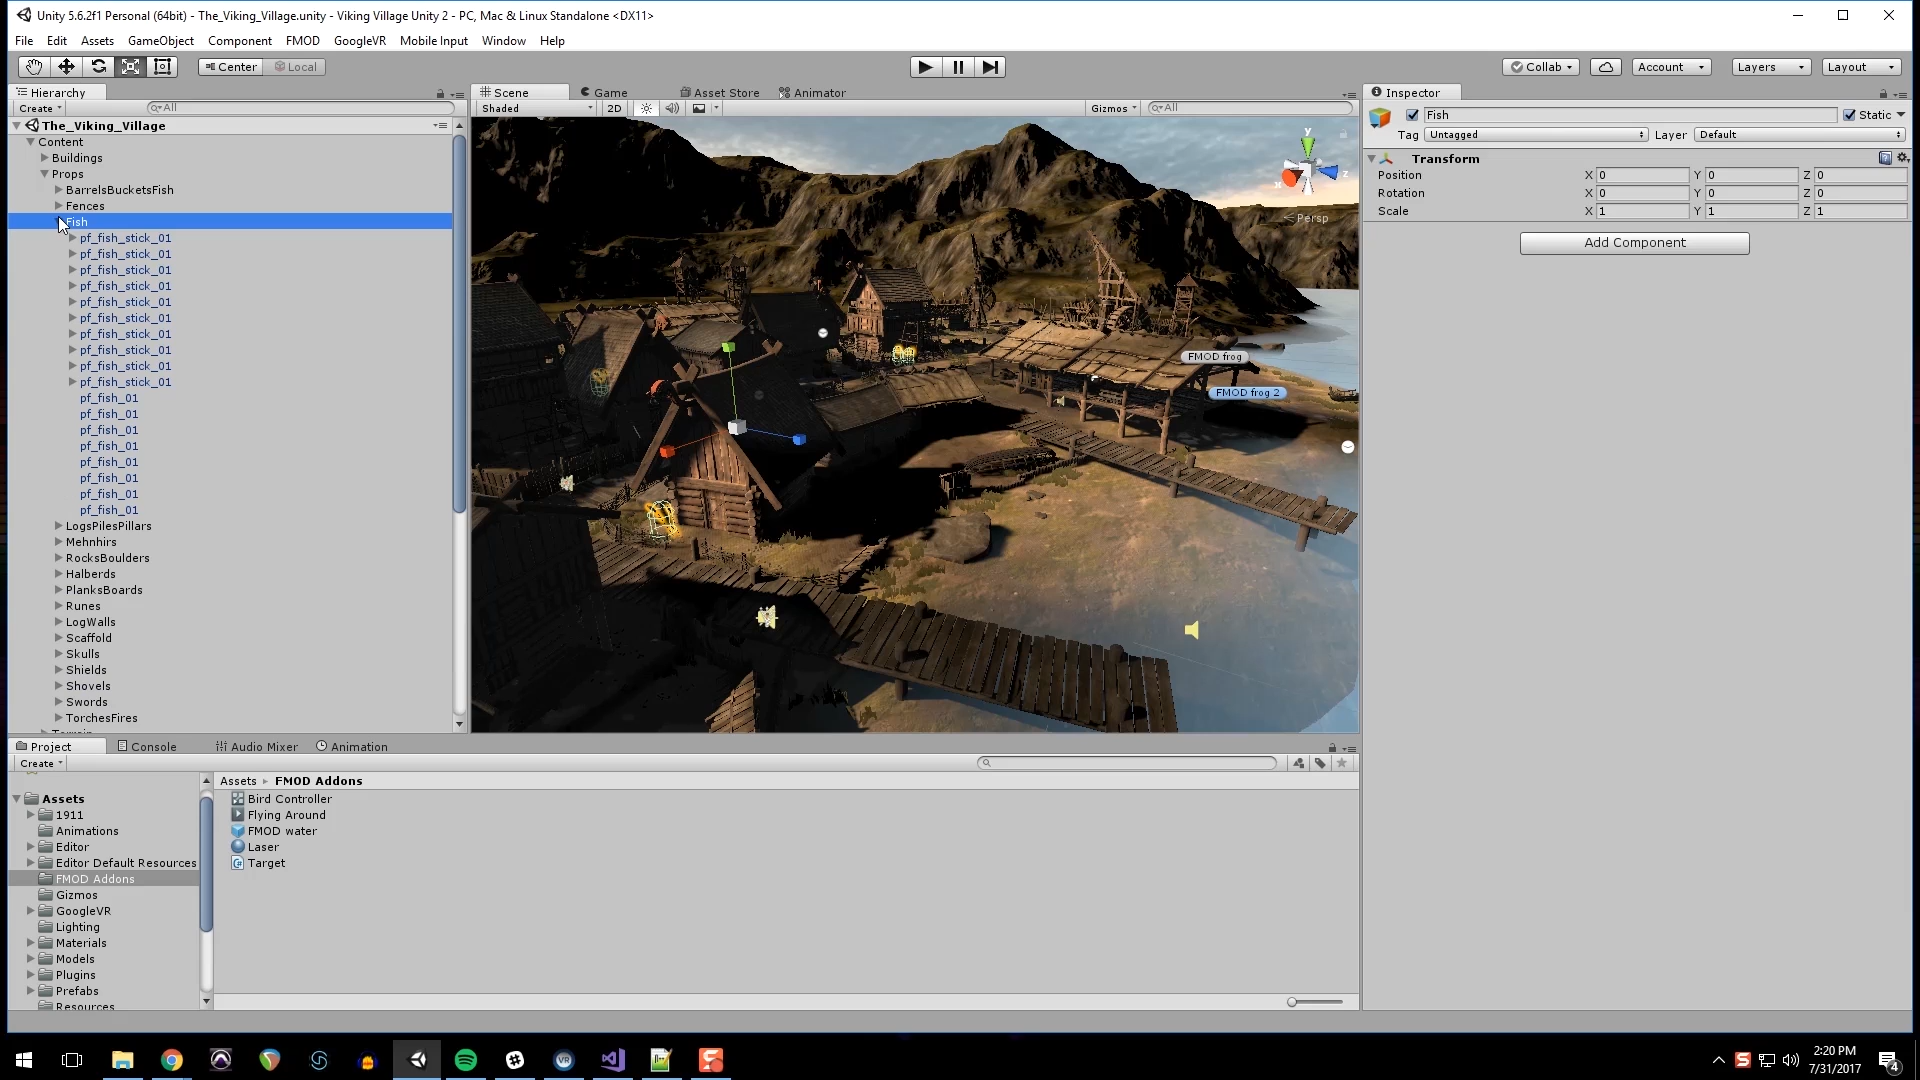 Unity 5.6.2f1 Personal (64bit) - The_Viking_Village.unity - Viking Village Unity 2 - PC, Mac & Linux Standalone <DX11>
File Edit Assets GameObject Component FMOD GoogleVR Mobile Input Window Help
Center Local Collab Account Layers Layout
Hierarchy
Create All
The_Viking_Village
Content
Buildings
Props
BarrelsBucketsFish
Fences
Fish
pf_fish_stick_01
pf_fish_stick_01
pf_fish_stick_01
pf_fish_stick_01
pf_fish_stick_01
pf_fish_stick_01
pf_fish_stick_01
pf_fish_stick_01
pf_fish_stick_01
pf_fish_stick_01
pf_fish_01
pf_fish_01
pf_fish_01
pf_fish_01
pf_fish_01
pf_fish_01
pf_fish_01
pf_fish_01
LogsPilesPillars
Mehnhirs
RocksBoulders
Halberds
PlanksBoards
Runes
LogWalls
Scaffold
Skulls
Shields
Shovels
Swords
TorchesFires
Scene Game Asset Store Animator
Shaded 2D Gizmos All
y
x z
Persp
FMOD frog
FMOD frog 2
Inspector
Fish Static
Tag Untagged Layer Default
Transform
Position X 0 Y 0 Z 0
Rotation X 0 Y 0 Z 0
Scale X 1 Y 1 Z 1
Add Component
Project Console Audio Mixer Animation
Create
Assets
1911
Animations
Editor
Editor Default Resources
FMOD Addons
Gizmos
GoogleVR
Lighting
Materials
Models
Plugins
Prefabs
Resources
Assets FMOD Addons
Bird Controller
Flying Around
FMOD water
Laser
Target
2:20 PM
7/31/2017
4